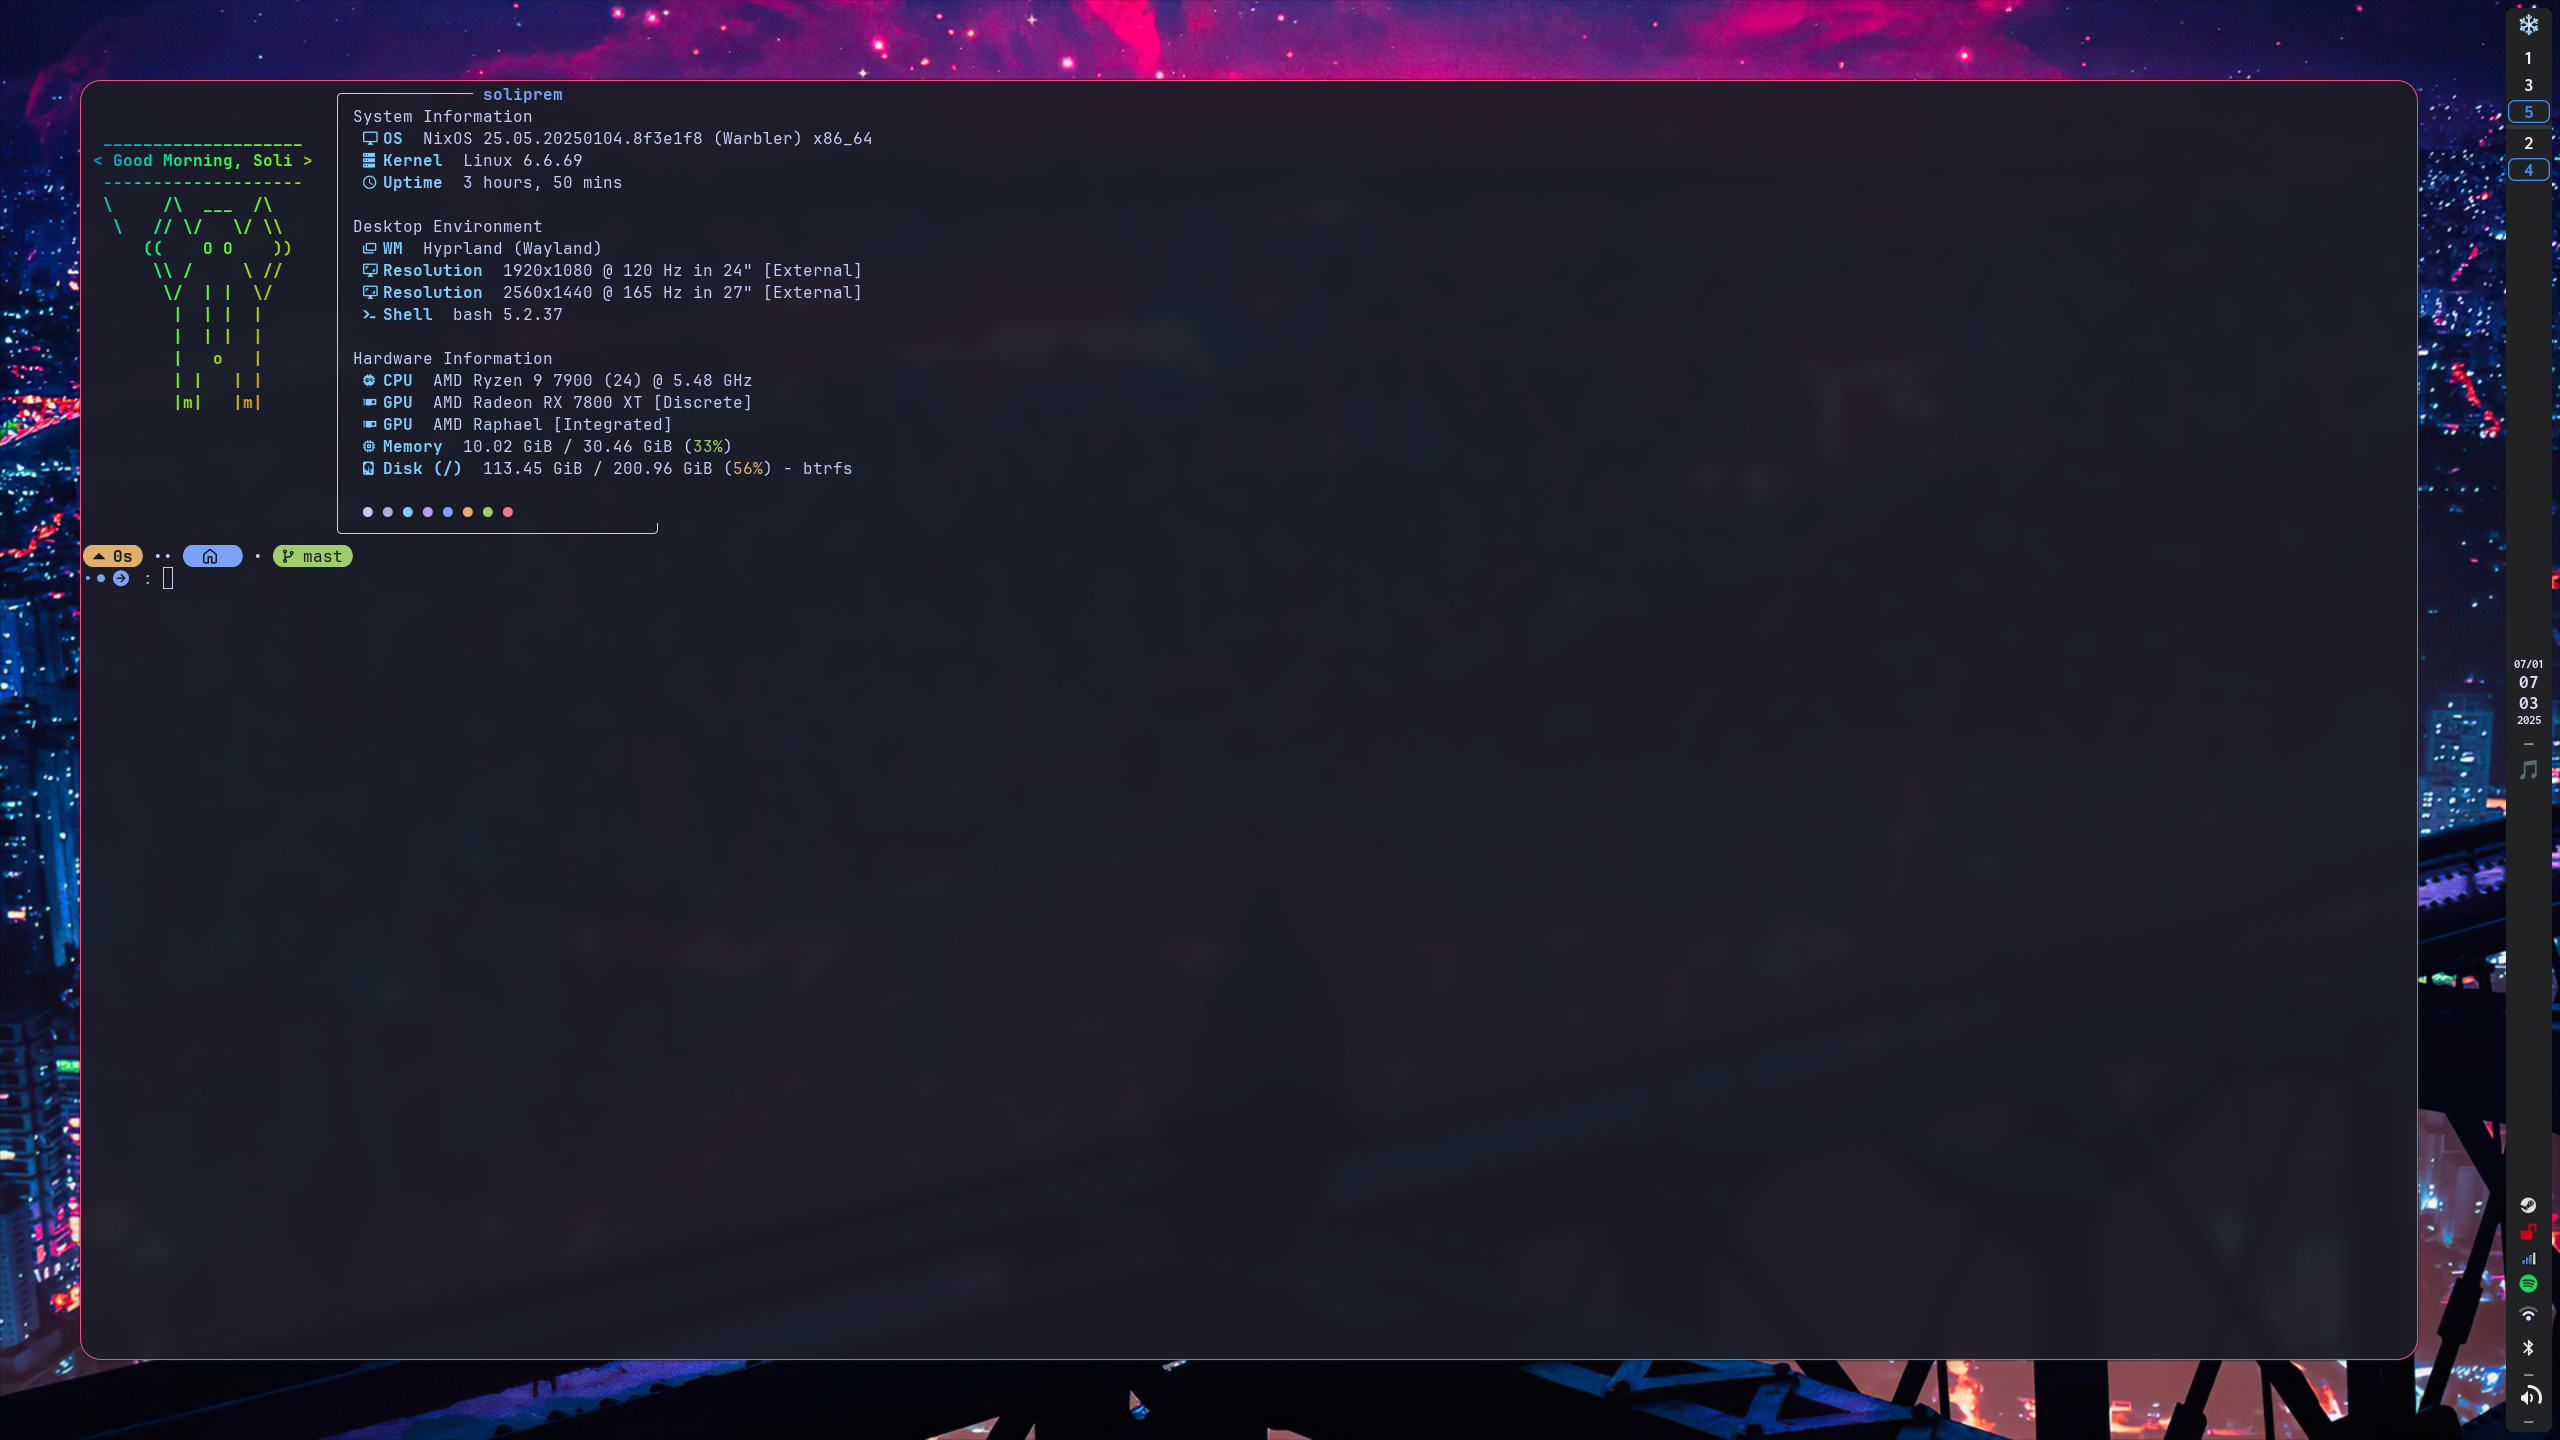 soliprem
System Information
OS NixOS 25.05.20250104.8f3e1f8 (Warbler) x86_64
Kernel Linux 6.6.69
Uptime 3 hours, 50 mins
Desktop Environment
WM Hyprland (Wayland)
Resolution 1920x1080 @ 120 Hz in 24" [External]
Resolution 2560x1440 @ 165 Hz in 27" [External]
Shell bash 5.2.37
Hardware Information
CPU AMD Ryzen 9 7900 (24) @ 5.48 GHz
GPU AMD Radeon RX 7800 XT [Discrete]
GPU AMD Raphael [Integrated]
Memory 10.02 GiB / 30.46 GiB (33%)
Disk (/) 113.45 GiB / 200.96 GiB (56%) - btrfs
____________________
< Good Morning, Soli >
--------------------
\      /\  ___  /\
 \   // \/   \/ \\
    ((    O O    ))
     \\ /     \ //
      \/  | |  \/
       |  | |  |
       |  | |  |
       |   o   |
       | |   | |
       |m|   |m|
0s
mast
:
1
3
5
2
4
07/01
07
03
2025